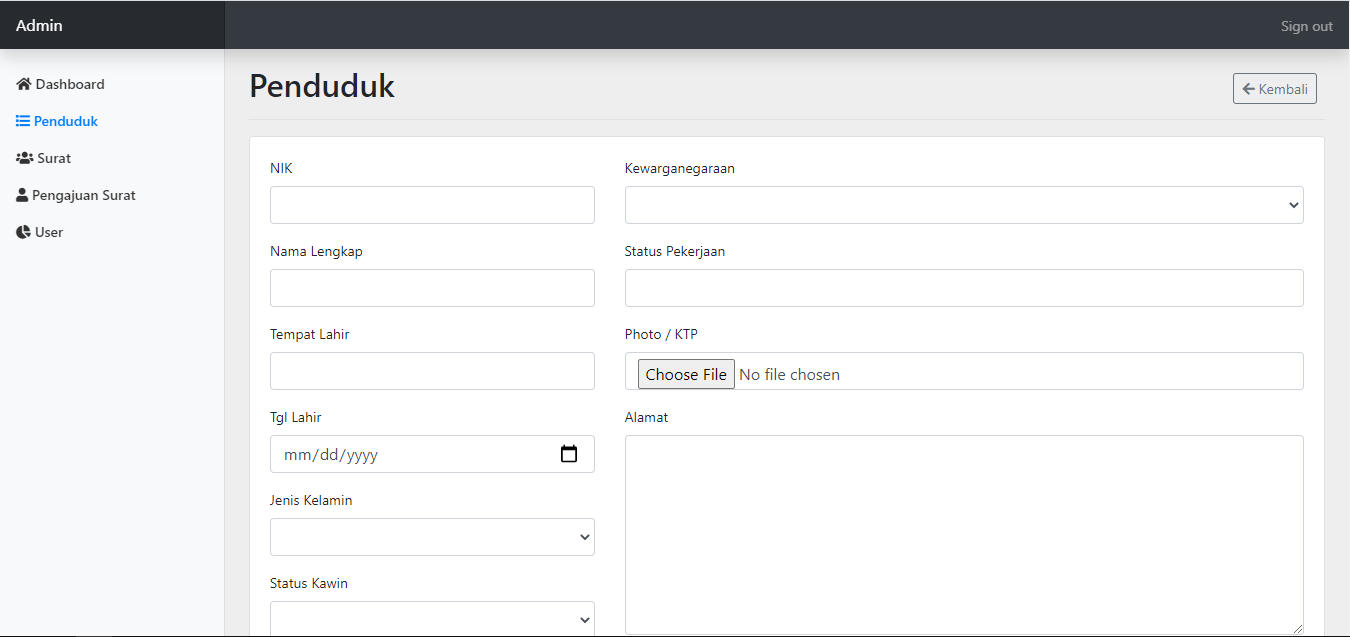 Admin
Sign out
Dashboard
Penduduk
Surat
Pengajuan Surat
User
Penduduk
Kembali
NIK
Nama Lengkap
Tempat Lahir
Tgl Lahir
mm/dd/yyyy
Jenis Kelamin
Status Kawin
Kewarganegaraan
Status Pekerjaan
Photo / KTP
Choose File No file chosen
Alamat